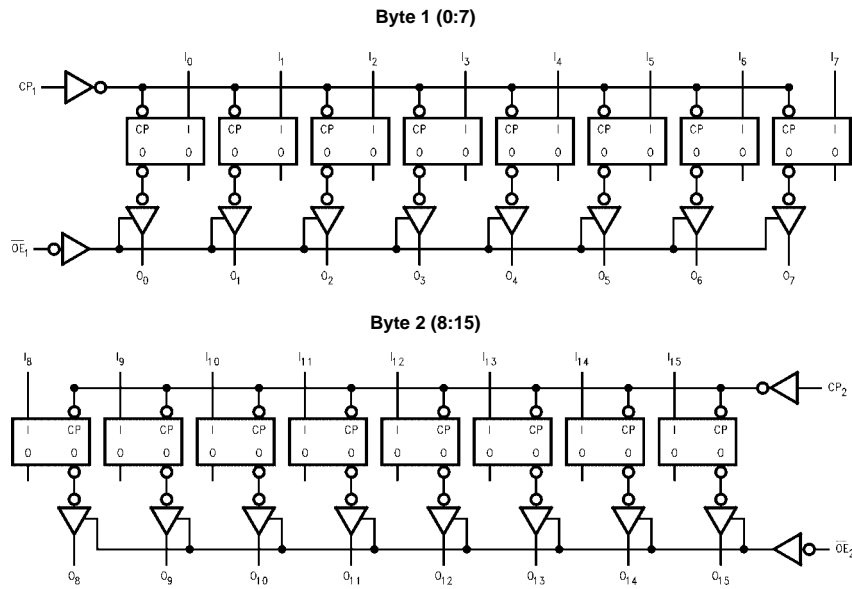 Byte 1 (0:7)
I0 I1 I2 I3 I4 I5 I6 I7
CP1
CP I CP I CP I CP I CP I CP I CP I CP I
O O O O O O O O O O O O O O O O
OE1
O0 O1 O2 O3 O4 O5 O6 O7
Byte 2 (8:15)
I8 I9 I10 I11 I12 I13 I14 I15
CP2
I CP I CP I CP I CP I CP I CP I CP I CP
O O O O O O O O O O O O O O O O
OE2
O8 O9 O10 O11 O12 O13 O14 O15